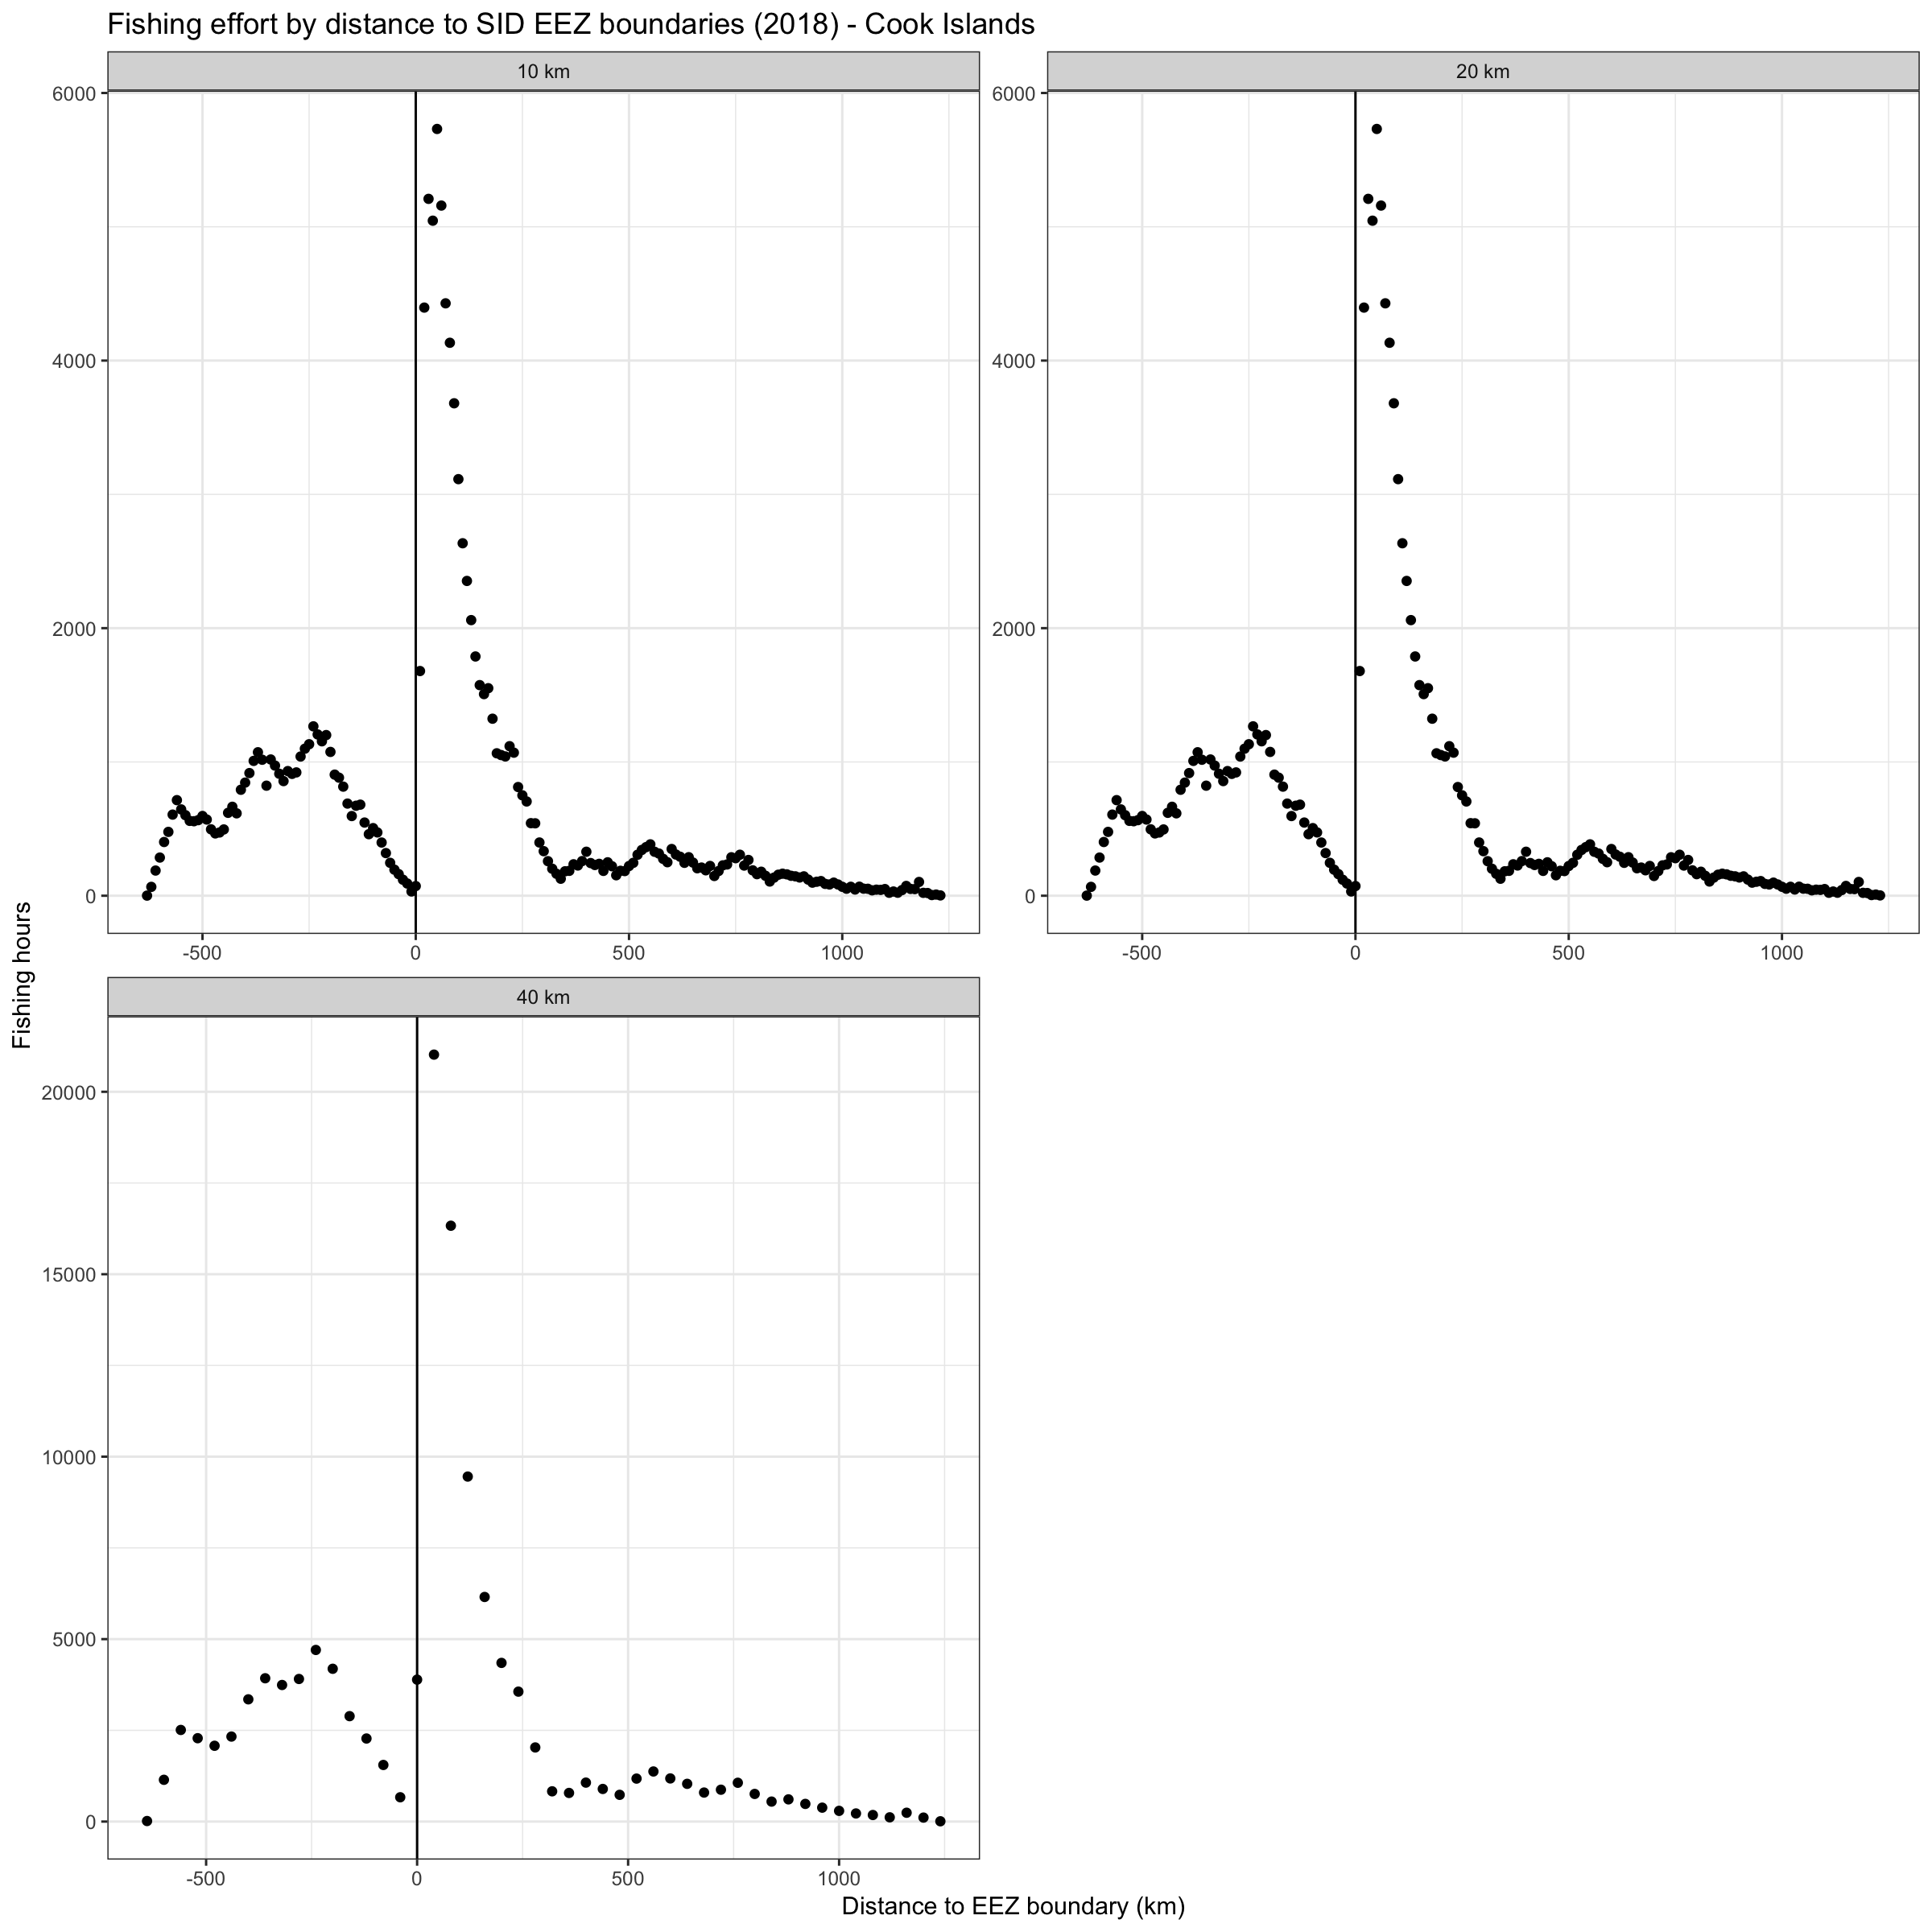 Fishing effort by distance to SID EEZ boundaries (2018) - Cook Islands
10 km
20 km
6000
4000
2000
0
-500 0 500 1000
6000
4000
2000
0
-500 0 500 1000
40 km
20000
15000
10000
5000
0
-500 0 500 1000
Fishing hours
Distance to EEZ boundary (km)